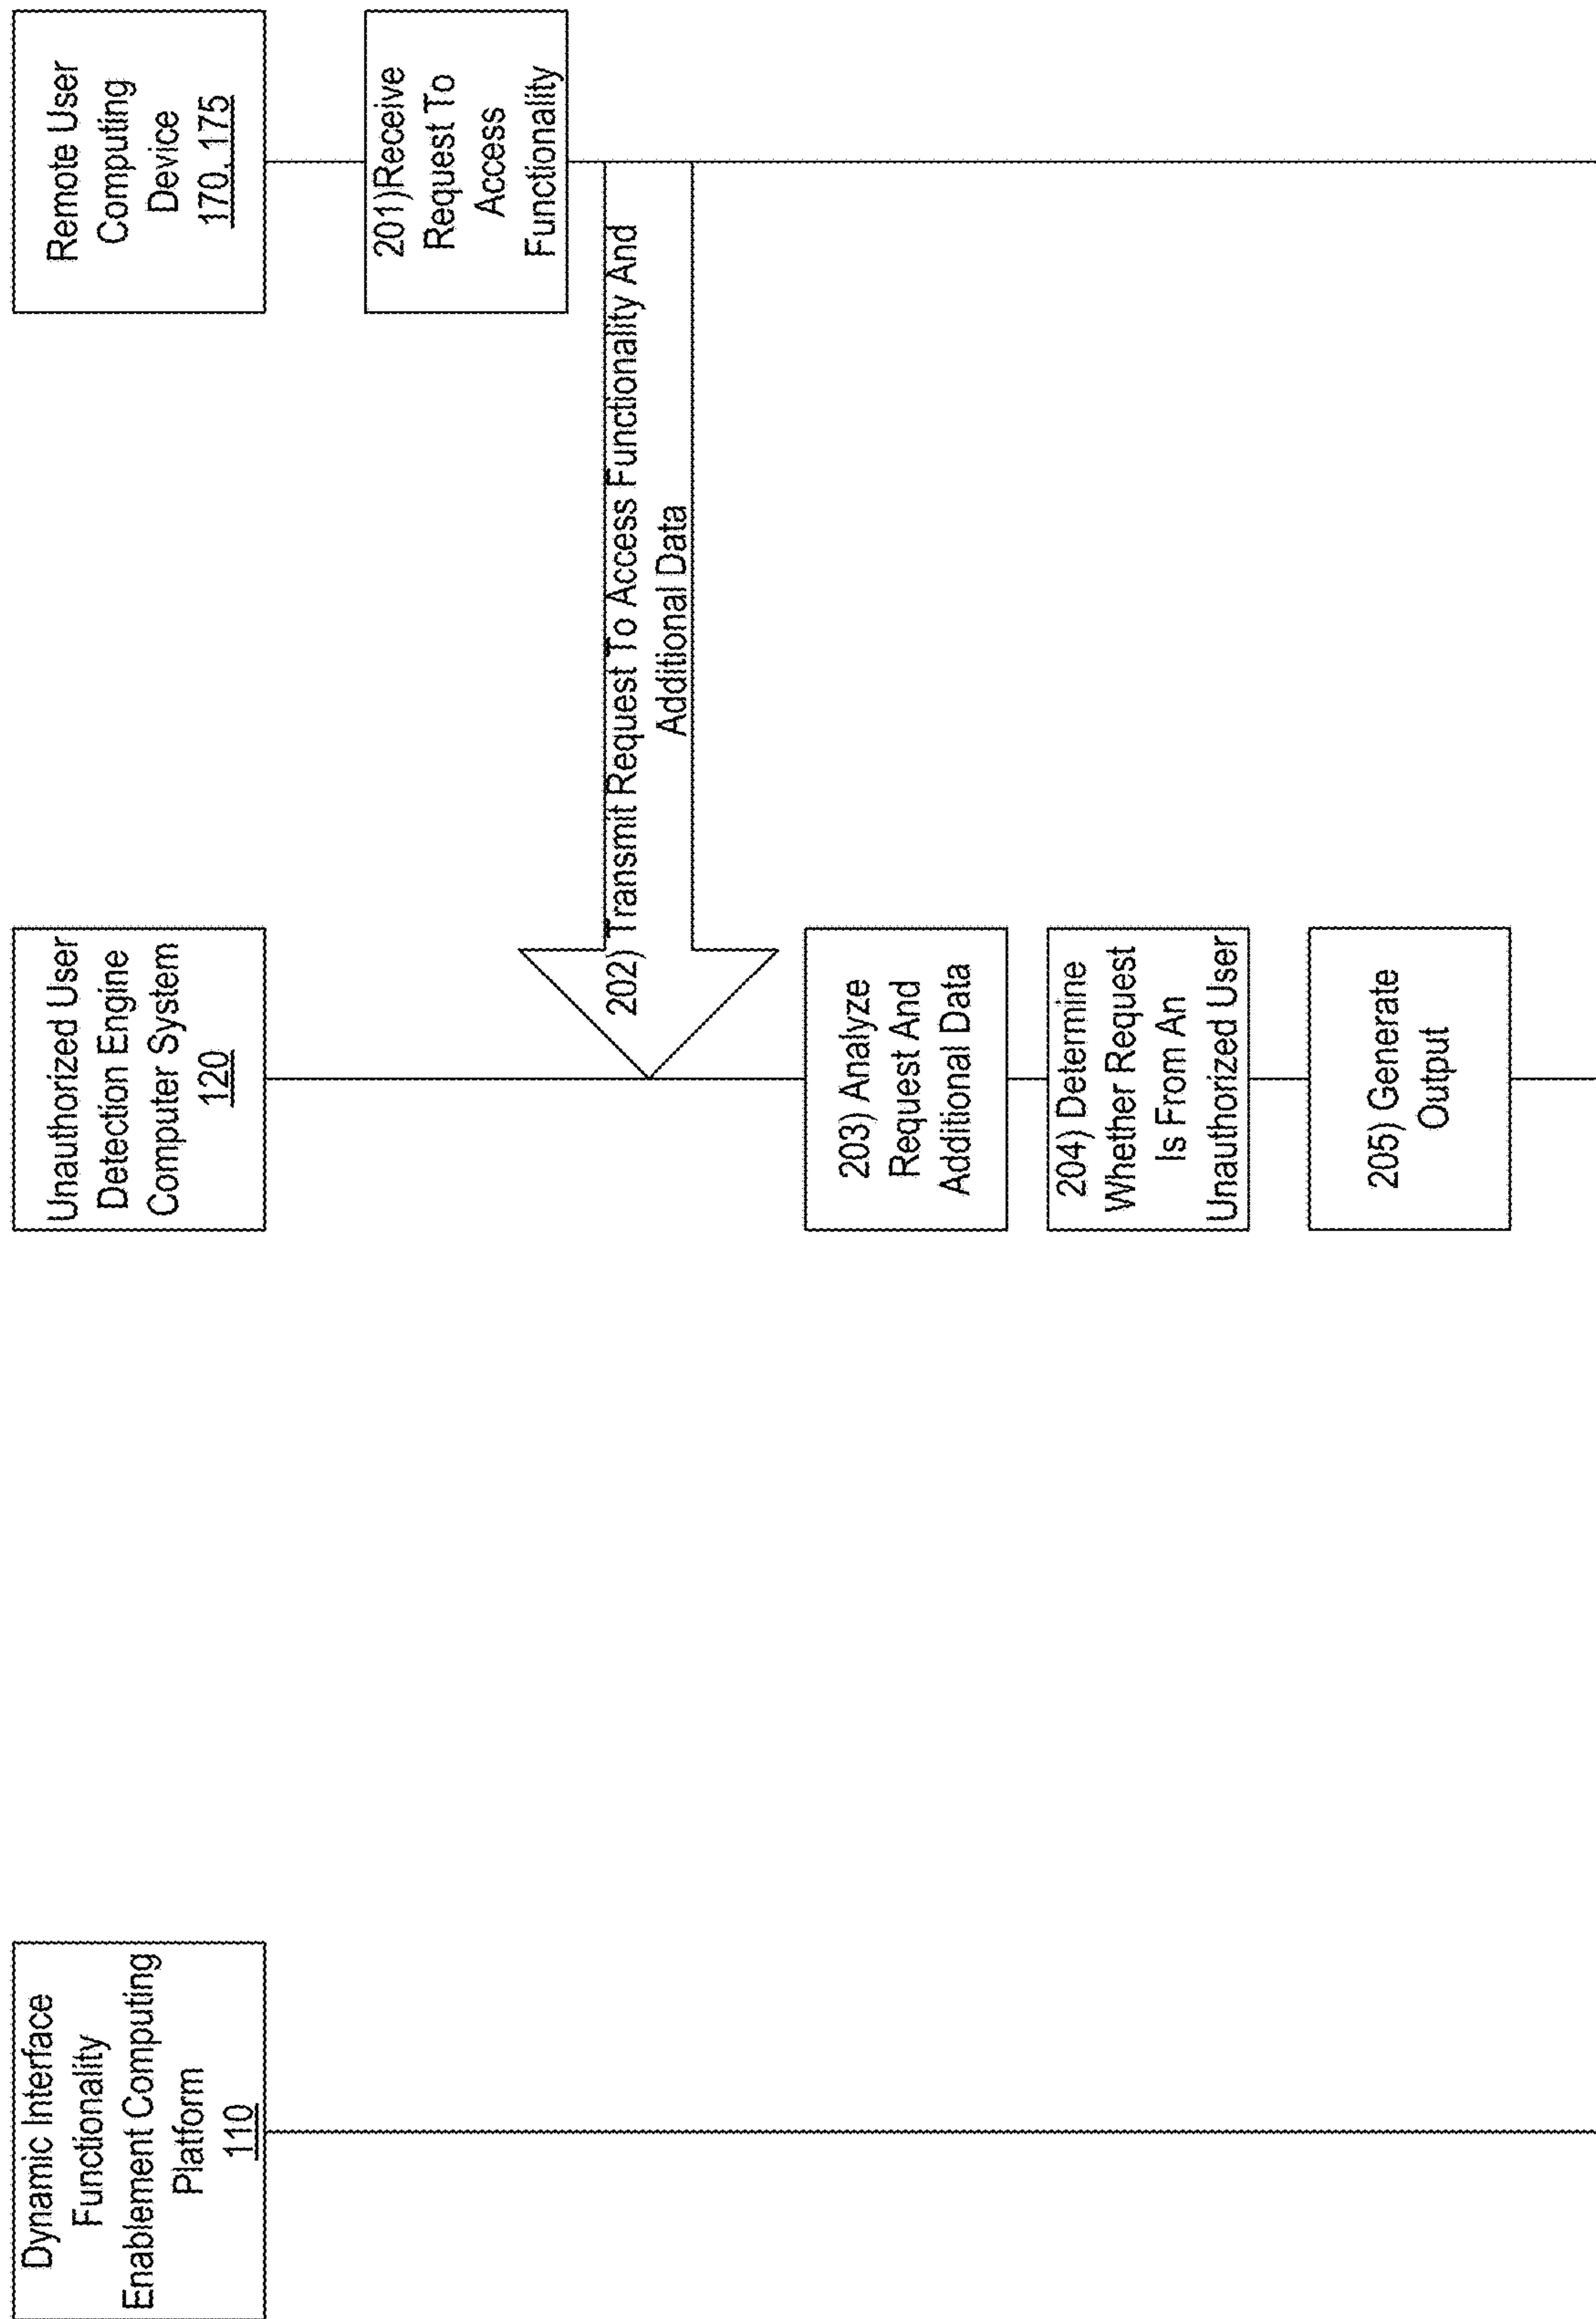 Dynamic Interface
Functionality
Enablement Computing
Platform
110
Unauthorized User
Detection Engine
Computer System
120
Remote User
Computing
Device
170, 175
201)Receive
Request To
Access
Functionality
202) Transmit Request To Access Functionality And
Additional Data
203) Analyze
Request And
Additional Data
204) Determine
Whether Request
Is From An
Unauthorized User
205) Generate
Output